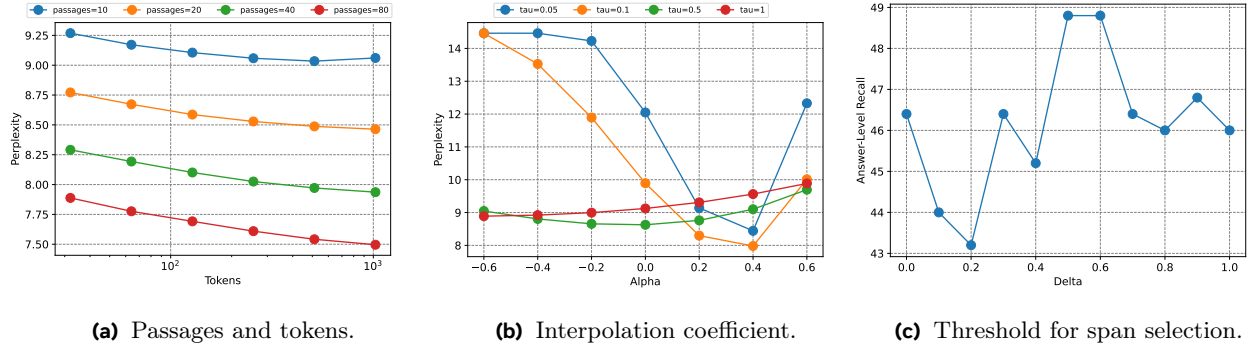 passages=10 passages=20 passages=40 passages=80
Perplexity
9.25
9.00
8.75
8.50
8.25
8.00
7.75
7.50
10²
10³
Tokens
(a) Passages and tokens.
tau=0.05 tau=0.1 tau=0.5 tau=1
Perplexity
14
13
12
11
10
9
8
−0.6 −0.4 −0.2 0.0 0.2 0.4 0.6
Alpha
(b) Interpolation coefficient.
Answer-Level Recall
49
48
47
46
45
44
43
0.0 0.2 0.4 0.6 0.8 1.0
Delta
(c) Threshold for span selection.